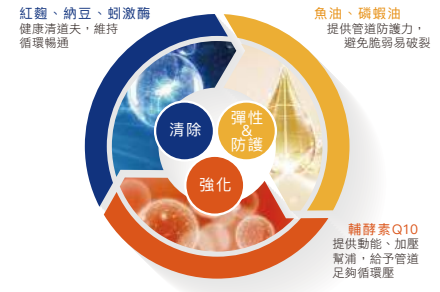 紅麴、納豆、蚓激酶
健康清道夫，維持
循環暢通
魚油、磷蝦油
提供管道防護力，
避免脆弱易破裂
清除
彈性
&
防護
強化
輔酵素Q10
提供動能、加壓
幫浦，給予管道
足夠循環壓